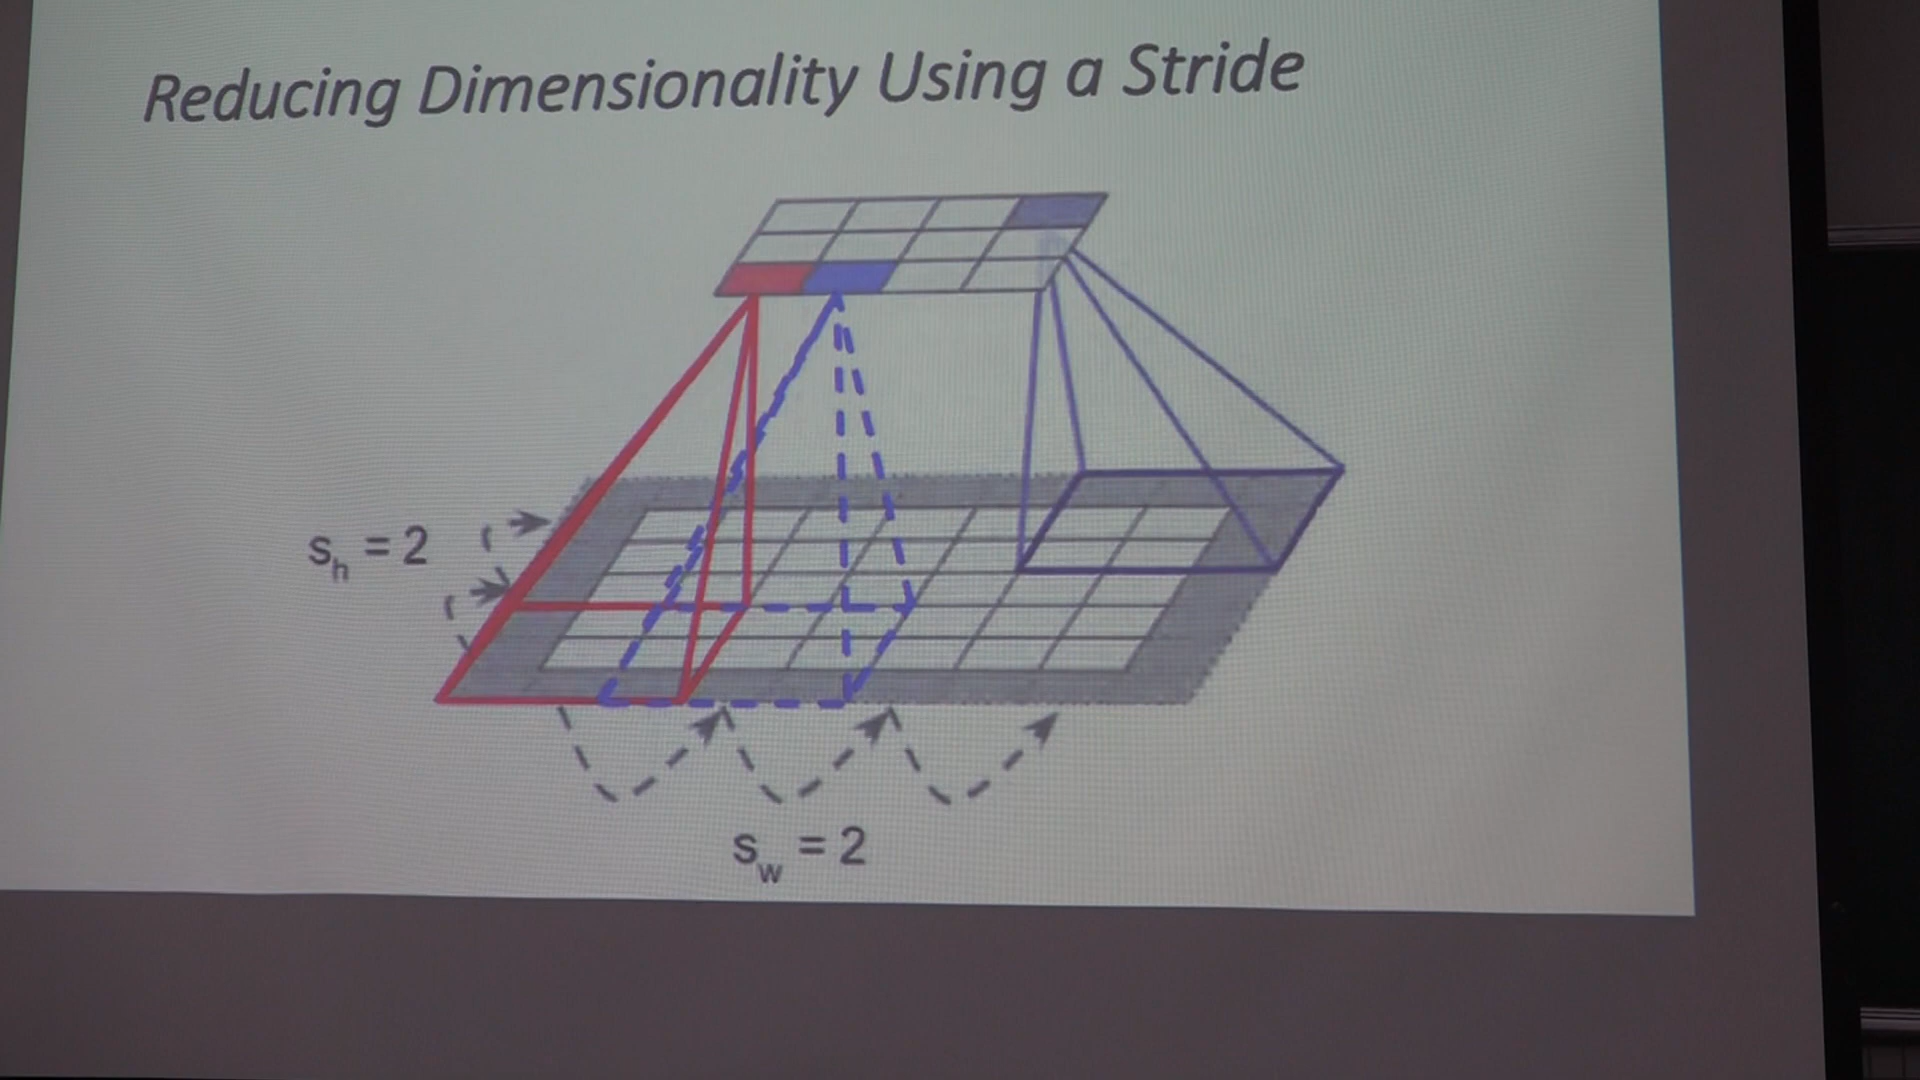 Reducing Dimensionality Using a Stride
sh = 2
sw = 2